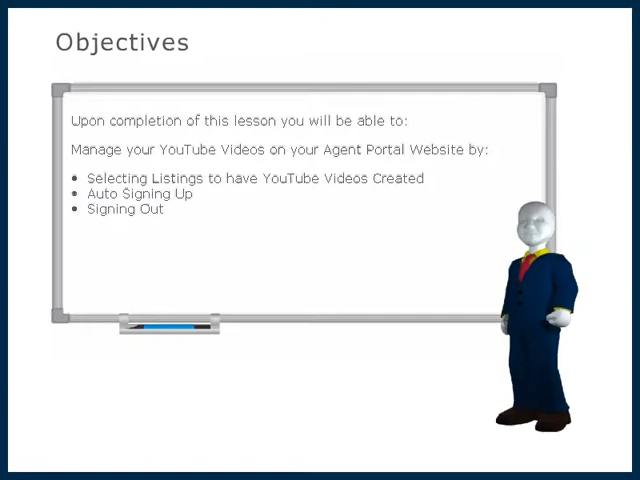 Objectives
Upon completion of this lesson you will be able to:
Manage your YouTube Videos on your Agent Portal Website by:
• Selecting Listings to have YouTube Videos Created
• Auto Signing Up
• Signing Out